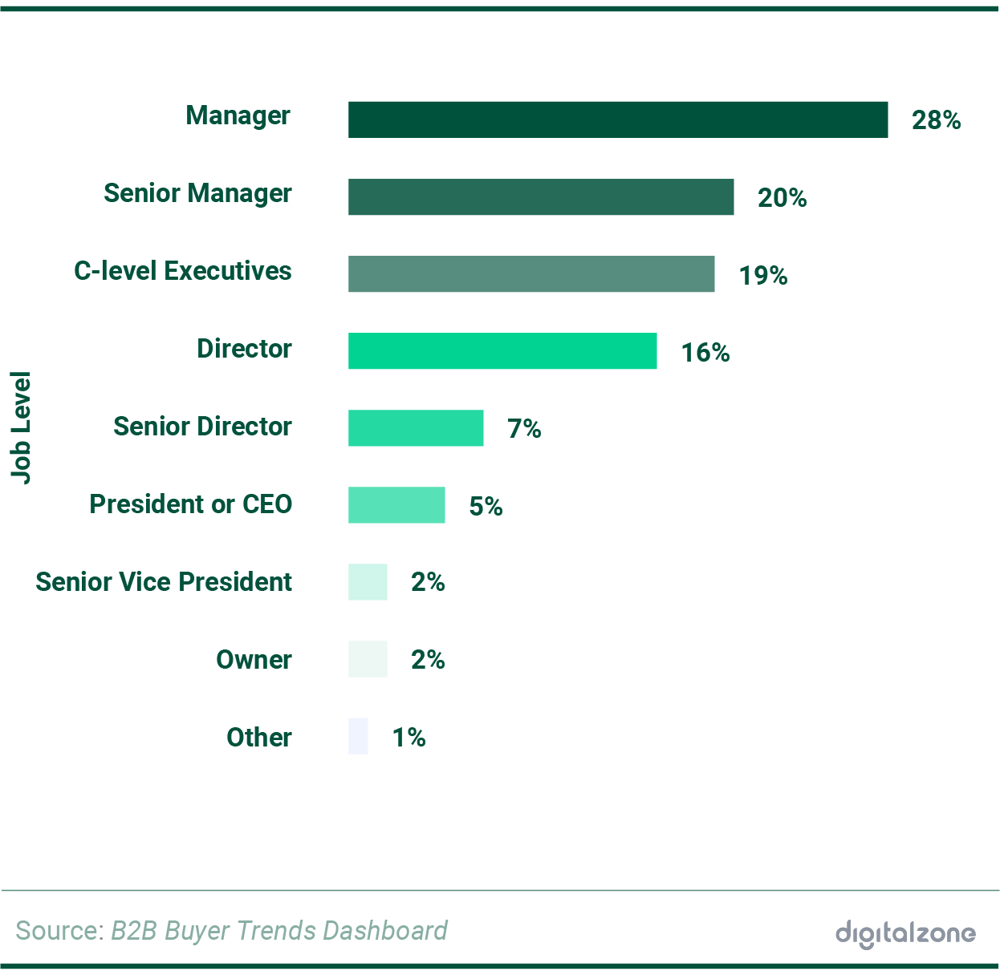 Manager
28%
Senior Manager
20%
C-level Executives
19%
Director
16%
Job Level
Senior Director
7%
President or CEO
5%
Senior Vice President
2%
Owner
2%
Other
1%
Source: B2B Buyer Trends Dashboard
digitalzone